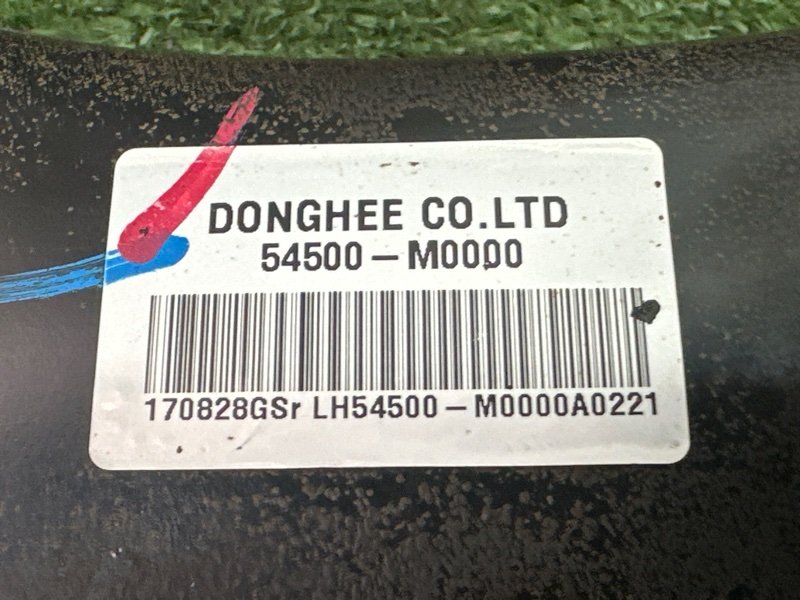 DONGHEE CO.LTD
54500-M0000
170828GSr LH54500-M0000A0221